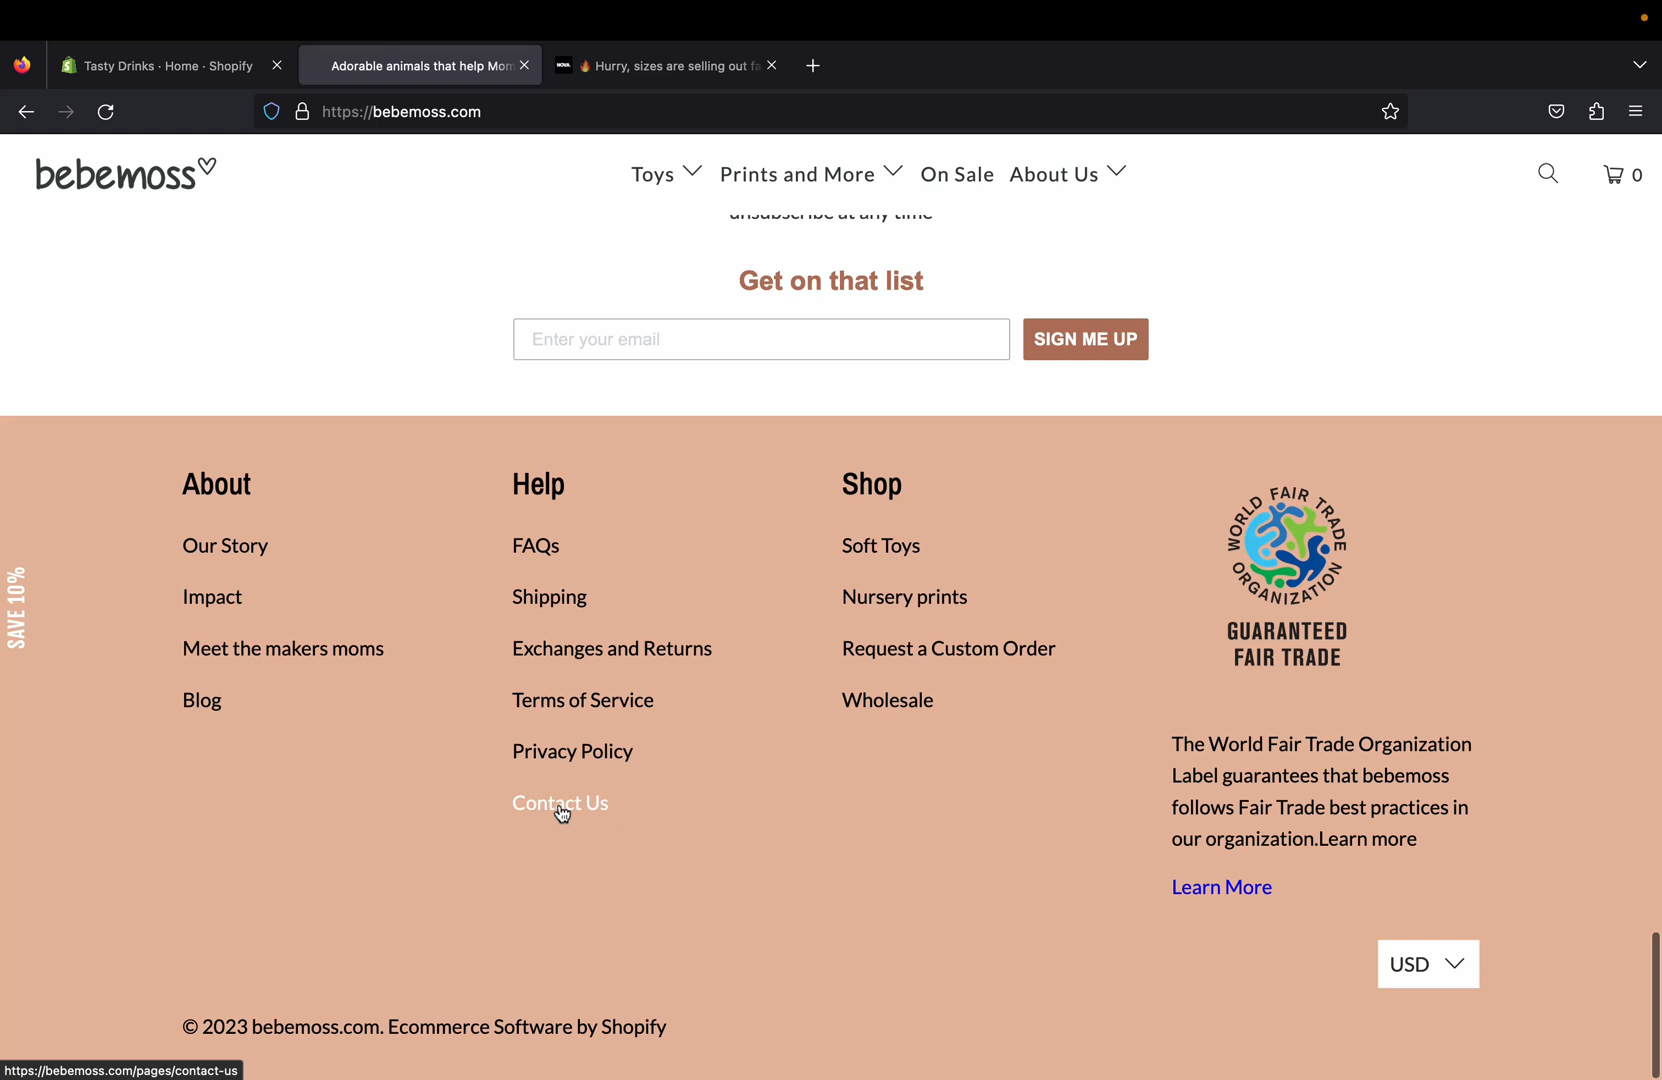 Tasty Drinks · Home · Shopify
Adorable animals that help Mom
NOVA
🔥 Hurry, sizes are selling out fa
https://bebemoss.com
bebemoss
Toys
Prints and More
On Sale
About Us
0
unsubscribe at any time
Get on that list
Enter your email
SIGN ME UP
About
Our Story
Impact
Meet the makers moms
Blog
Help
FAQs
Shipping
Exchanges and Returns
Terms of Service
Privacy Policy
Contact Us
Shop
Soft Toys
Nursery prints
Request a Custom Order
Wholesale
WORLD FAIR TRADE
ORGANIZATION
GUARANTEED
FAIR TRADE
The World Fair Trade Organization
Label guarantees that bebemoss
follows Fair Trade best practices in
our organization.Learn more
Learn More
SAVE 10%
USD
© 2023 bebemoss.com. Ecommerce Software by Shopify
https://bebemoss.com/pages/contact-us